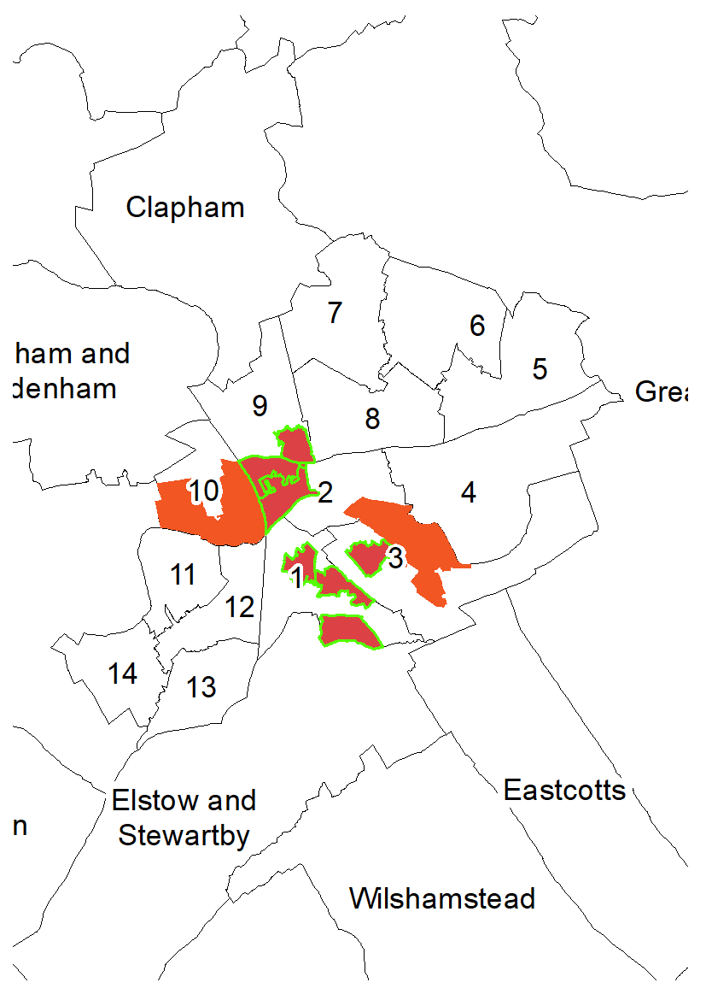 Clapham
7
6
ham and
denham
5
Grea
9
8
10
2
4
3
11
1
12
14
13
Elstow and
Stewartby
Eastcotts
n
Wilshamstead